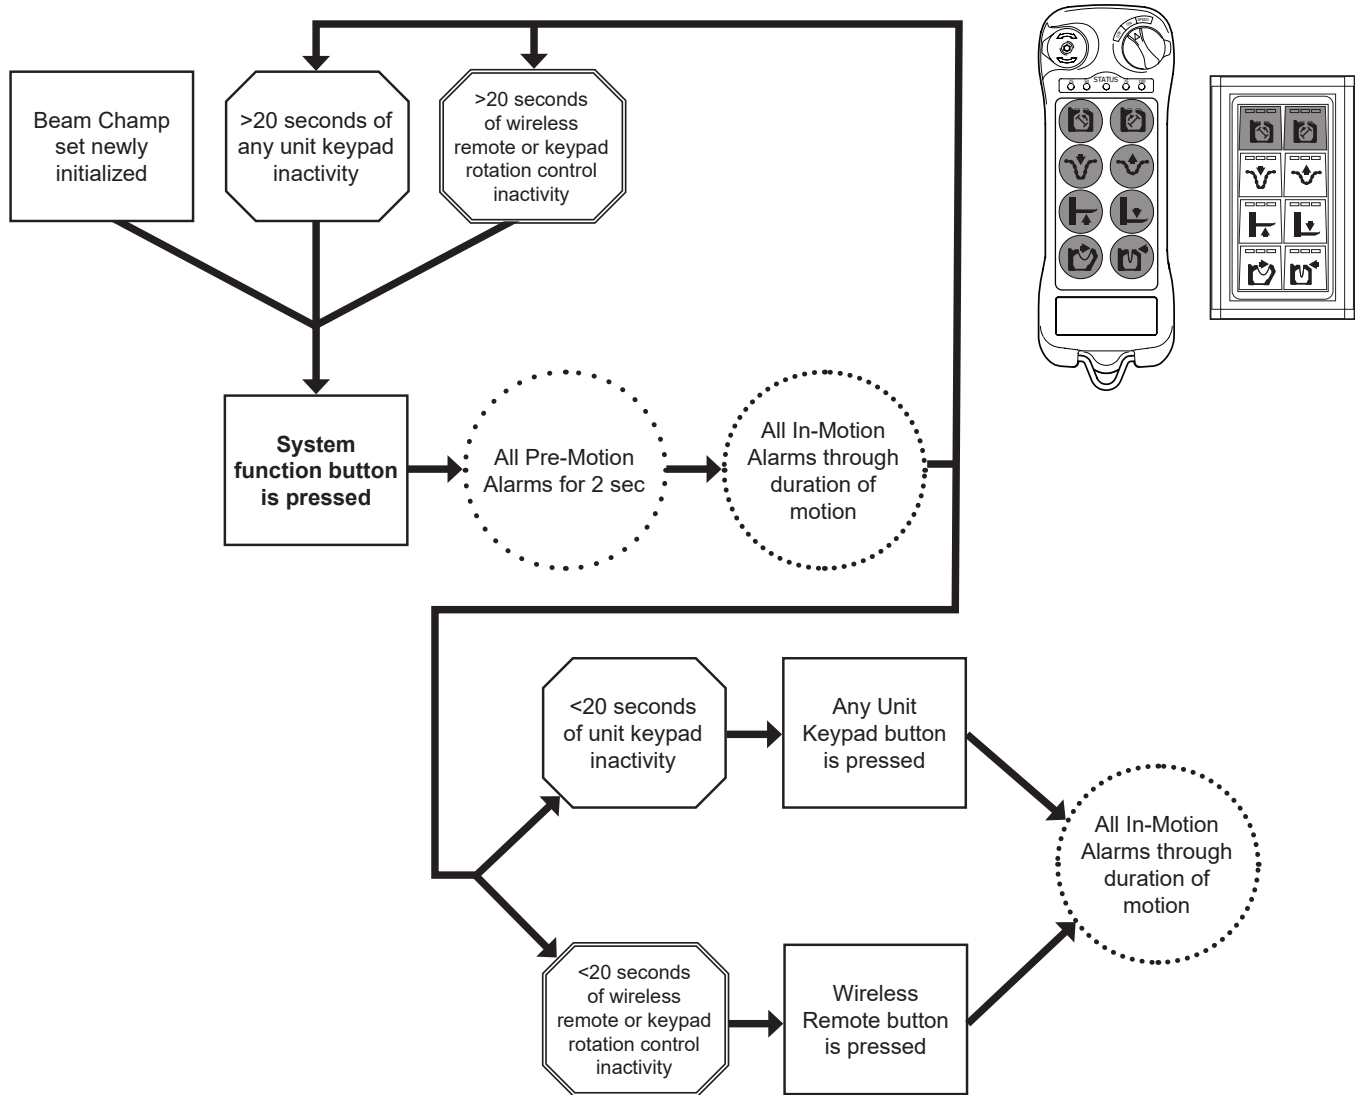 Beam Champ
set newly
initialized
>20 seconds of
any unit keypad
inactivity
>20 seconds
of wireless
remote or keypad
rotation control
inactivity
STATUS
System
function button
is pressed
All Pre-Motion
Alarms for 2 sec
All In-Motion
Alarms through
duration of
motion
<20 seconds
of unit keypad
inactivity
Any Unit
Keypad button
is pressed
All In-Motion
Alarms through
duration of
motion
<20 seconds
of wireless
remote or keypad
rotation control
inactivity
Wireless
Remote button
is pressed